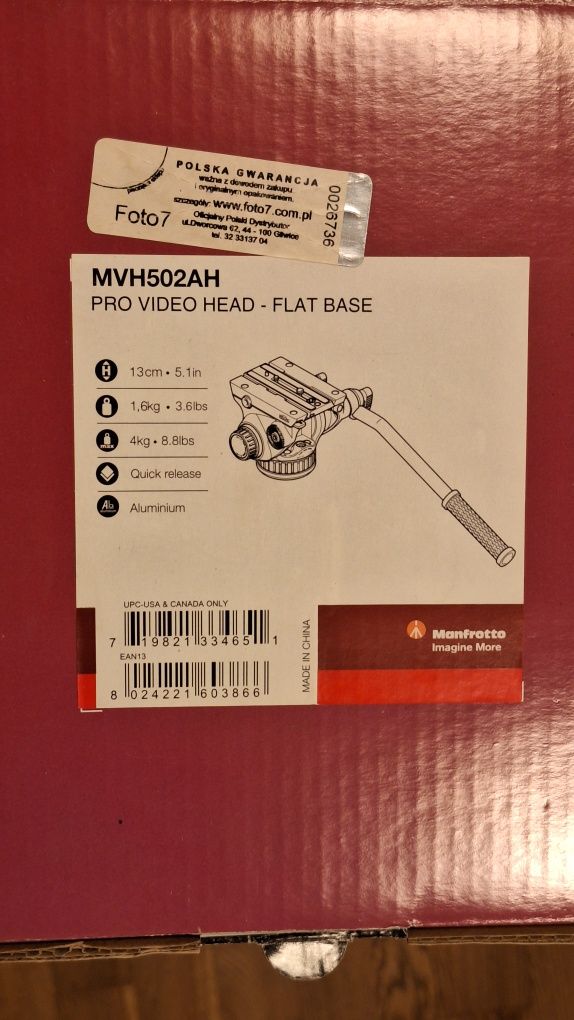 POLSKA GWARANCJA
ważna z dowodem zakupu
i oryginalnym opakowaniem.
szczegóły: www.foto7.com.pl
Foto7
Oficjalny Polski Dystrybutor
ul.Dworcowa 62, 44 - 100 Gliwice
tel. 32 33137 04
0026736
MVH502AH
PRO VIDEO HEAD - FLAT BASE
H
13cm • 5.1in
1,6kg • 3.6lbs
max
4kg • 8.8lbs
Quick release
Alu
Aluminium
UPC-USA & CANADA ONLY
7 19821 33465 1
EAN13
8 024221 603866
MADE IN CHINA
Manfrotto
Imagine More